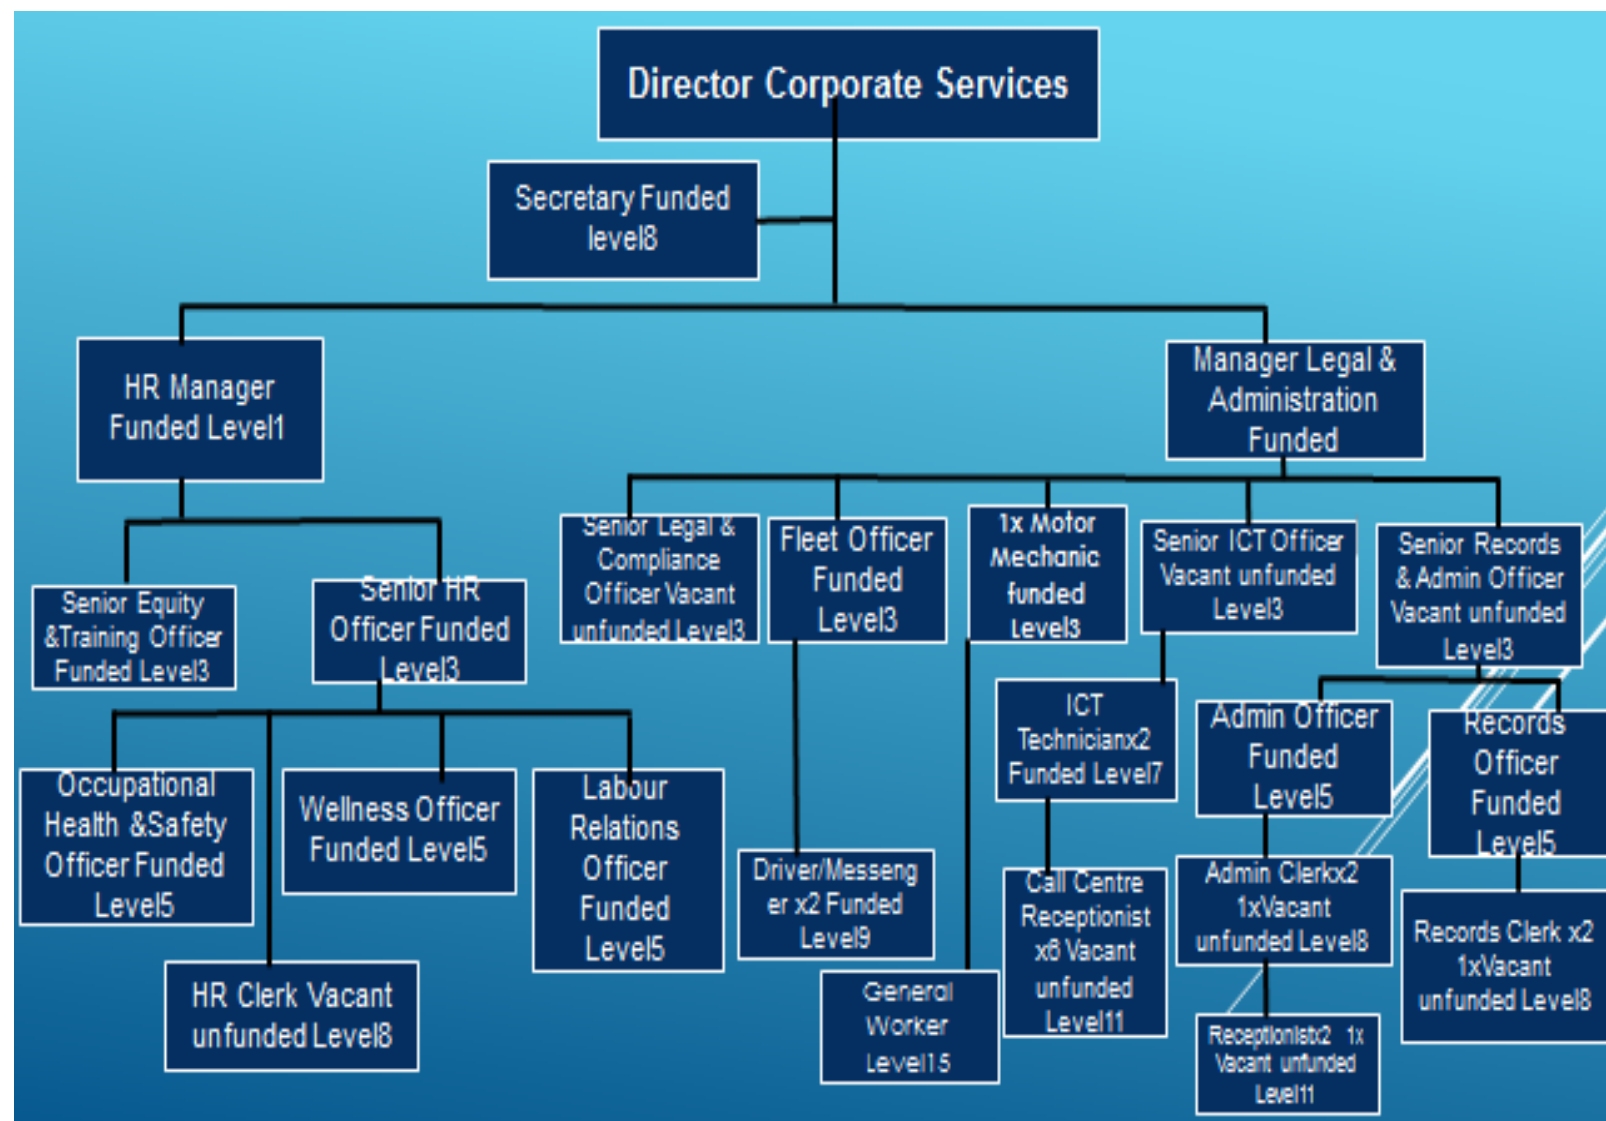 Director Corporate Services
Secretary Funded
level8
HR Manager
Funded Level1
Manager Legal &
Administration
Funded
Senior Equity
&Training Officer
Funded Level3
Senior HR
Officer Funded
Level3
Senior Legal &
Compliance
Officer Vacant
unfunded Level3
Fleet Officer
Funded
Level3
1x Motor
Mechanic
funded
Level3
Senior ICT Officer
Vacant unfunded
Level3
Senior Records
& Admin Officer
Vacant unfunded
Level3
Occupational
Health &Safety
Officer Funded
Level5
HR Clerk Vacant
unfunded Level8
Wellness Officer
Funded Level5
Labour
Relations
Officer
Funded
Level5
Driver/Messeng
er x2 Funded
Level9
General
Worker
Level15
ICT
Technicianx2
Funded Level7
Call Centre
Receptionist
x6 Vacant
unfunded
Level11
Admin Officer
Funded
Level5
Admin Clerkx2
1xVacant
unfunded Level8
Receptionistx2 1x
Vacant unfunded
Level11
Records
Officer
Funded
Level5
Records Clerk x2
1xVacant
unfunded Level8